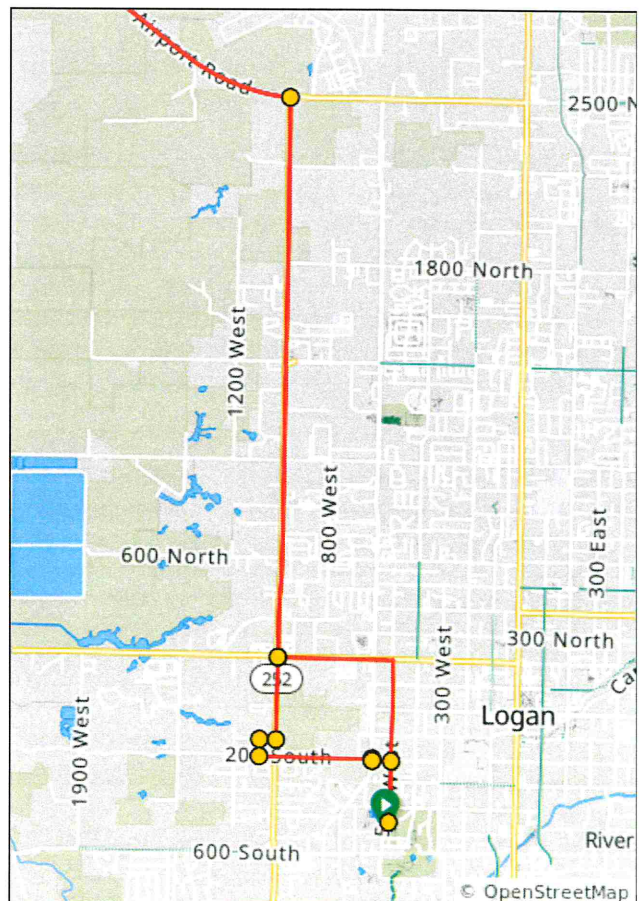 Airport Road
2500 N
1800 North
1200 West
800 West
600 North
300 East
300 North
300 West
252
Logan
1900 West
South
600 South
River
© OpenStreetMap